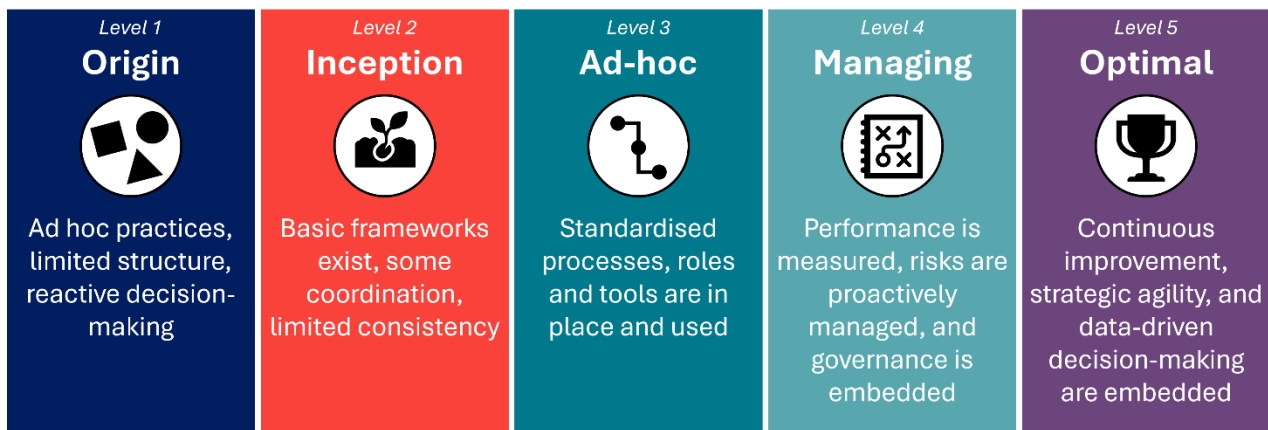 Level 1
Origin
Ad hoc practices,
limited structure,
reactive decision-
making
Level 2
Inception
Basic frameworks
exist, some
coordination,
limited consistency
Level 3
Ad-hoc
Standardised
processes, roles
and tools are in
place and used
Level 4
Managing
Performance is
measured, risks are
proactively
managed, and
governance is
embedded
Level 5
Optimal
Continuous
improvement,
strategic agility, and
data-driven
decision-making
are embedded